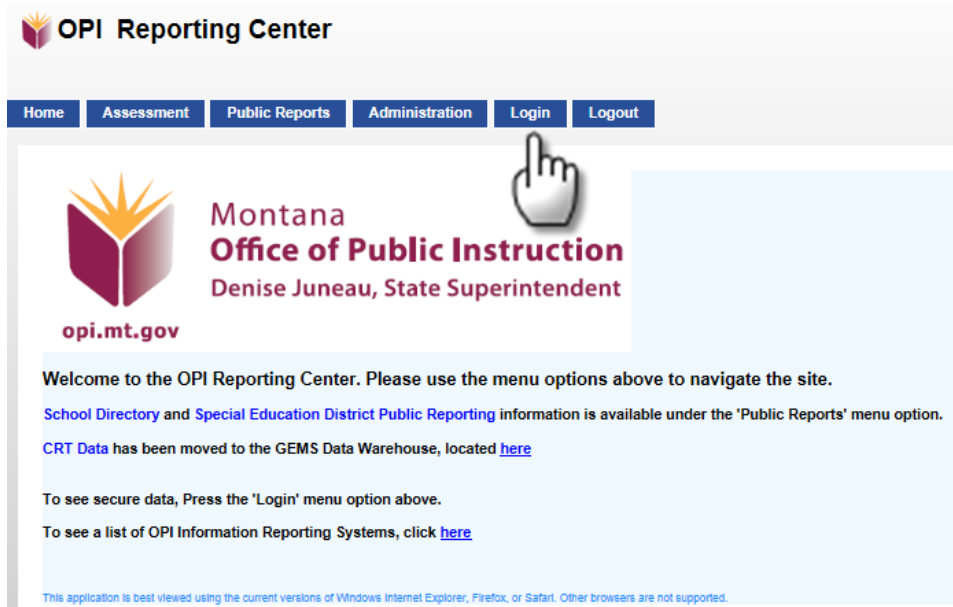 OPI Reporting Center
Home Assessment Public Reports Administration Login Logout
Montana
Office of Public Instruction
Denise Juneau, State Superintendent
opi.mt.gov
Welcome to the OPI Reporting Center. Please use the menu options above to navigate the site.
School Directory and Special Education District Public Reporting information is available under the 'Public Reports' menu option.
CRT Data has been moved to the GEMS Data Warehouse, located here
To see secure data, Press the 'Login' menu option above.
To see a list of OPI Information Reporting Systems, click here
This application is best viewed using the current versions of Windows Internet Explorer, Firefox, or Safari. Other browsers are not supported.